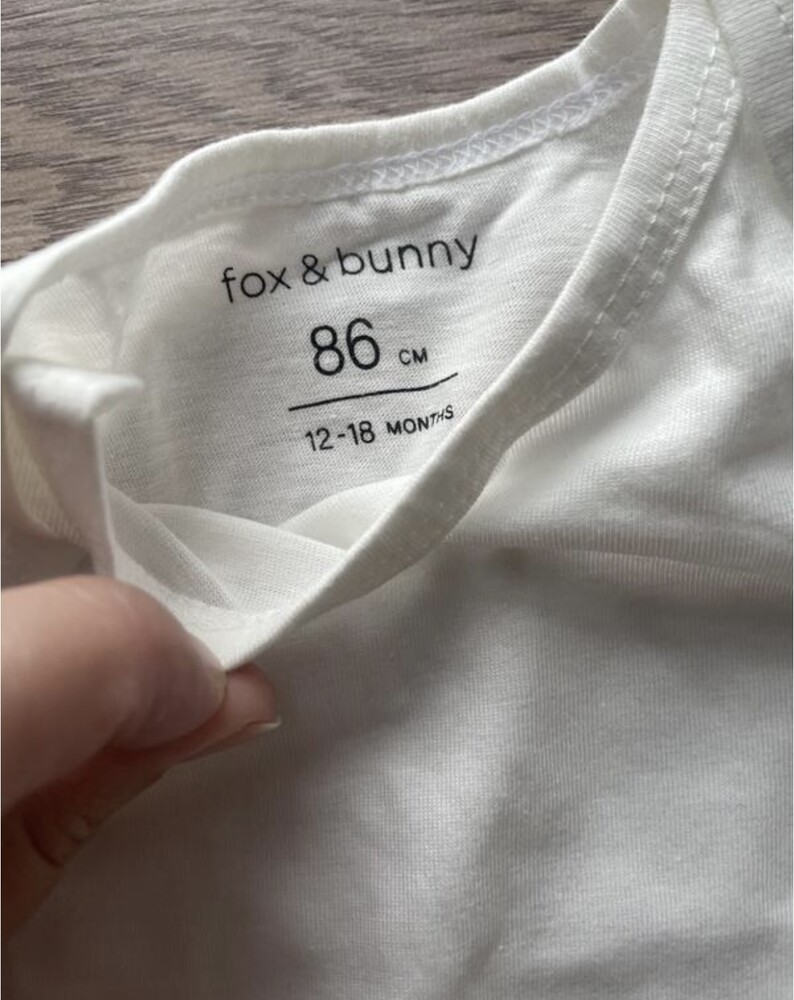 fox & bunny
86 CM
12-18 MONTHS